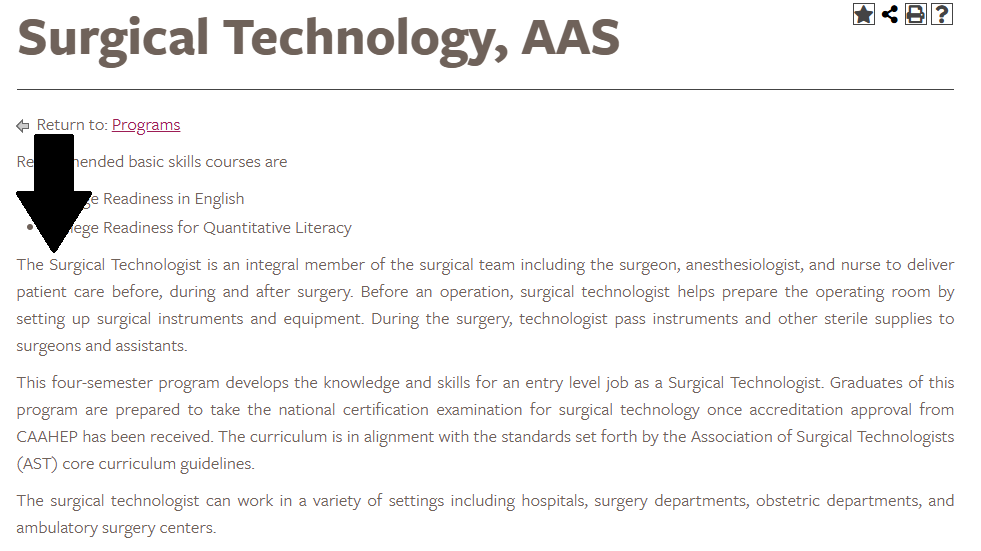 Surgical Technology, AAS
Return to: Programs
Re ended basic skills courses are
ge Readiness in English
lege Readiness for Quantitative Literacy
The Surgical Technologist is an integral member of the surgical team including the surgeon, anesthesiologist, and nurse to deliver
patient care before, during and after surgery. Before an operation, surgical technologist helps prepare the operating room by
setting up surgical instruments and equipment. During the surgery, technologist pass instruments and other sterile supplies to
surgeons and assistants.
This four-semester program develops the knowledge and skills for an entry level job as a Surgical Technologist. Graduates of this
program are prepared to take the national certification examination for surgical technology once accreditation approval from
CAAHEP has been received. The curriculum is in alignment with the standards set forth by the Association of Surgical Technologists
(AST) core curriculum guidelines.
The surgical technologist can work in a variety of settings including hospitals, surgery departments, obstetric departments, and
ambulatory surgery centers.